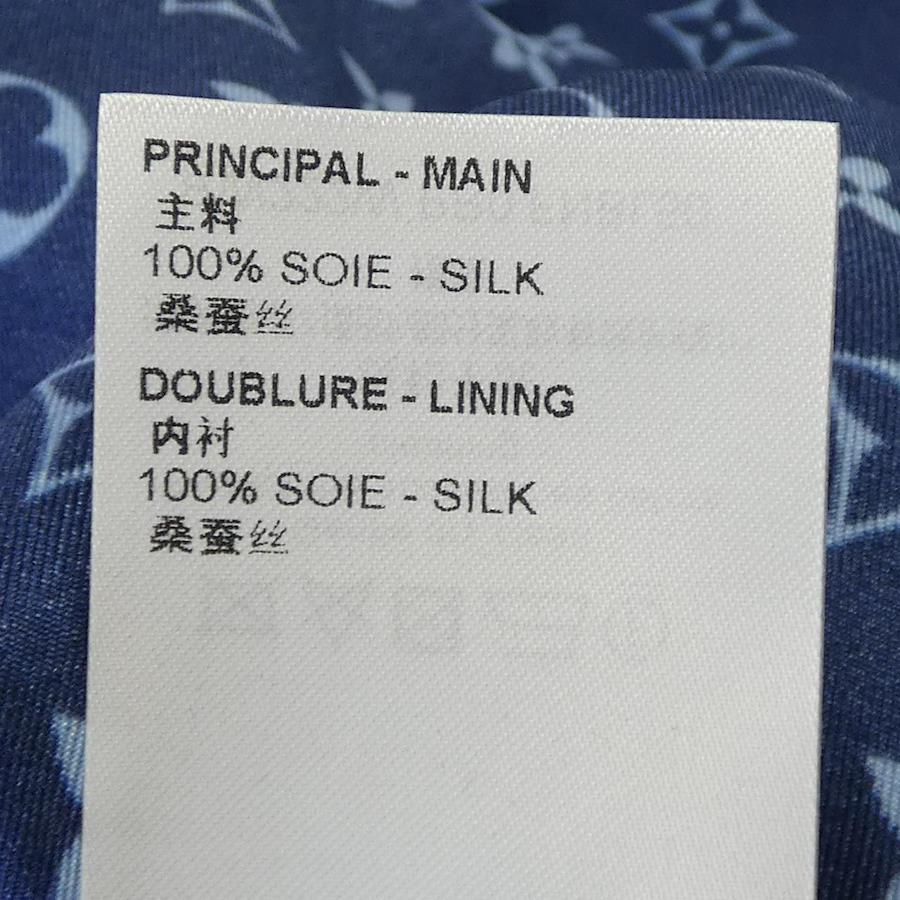 PRINCIPAL - MAIN
主料
100% SOIE - SILK
桑蚕丝
DOUBLURE - LINING
内衬
100% SOIE - SILK
桑蚕丝